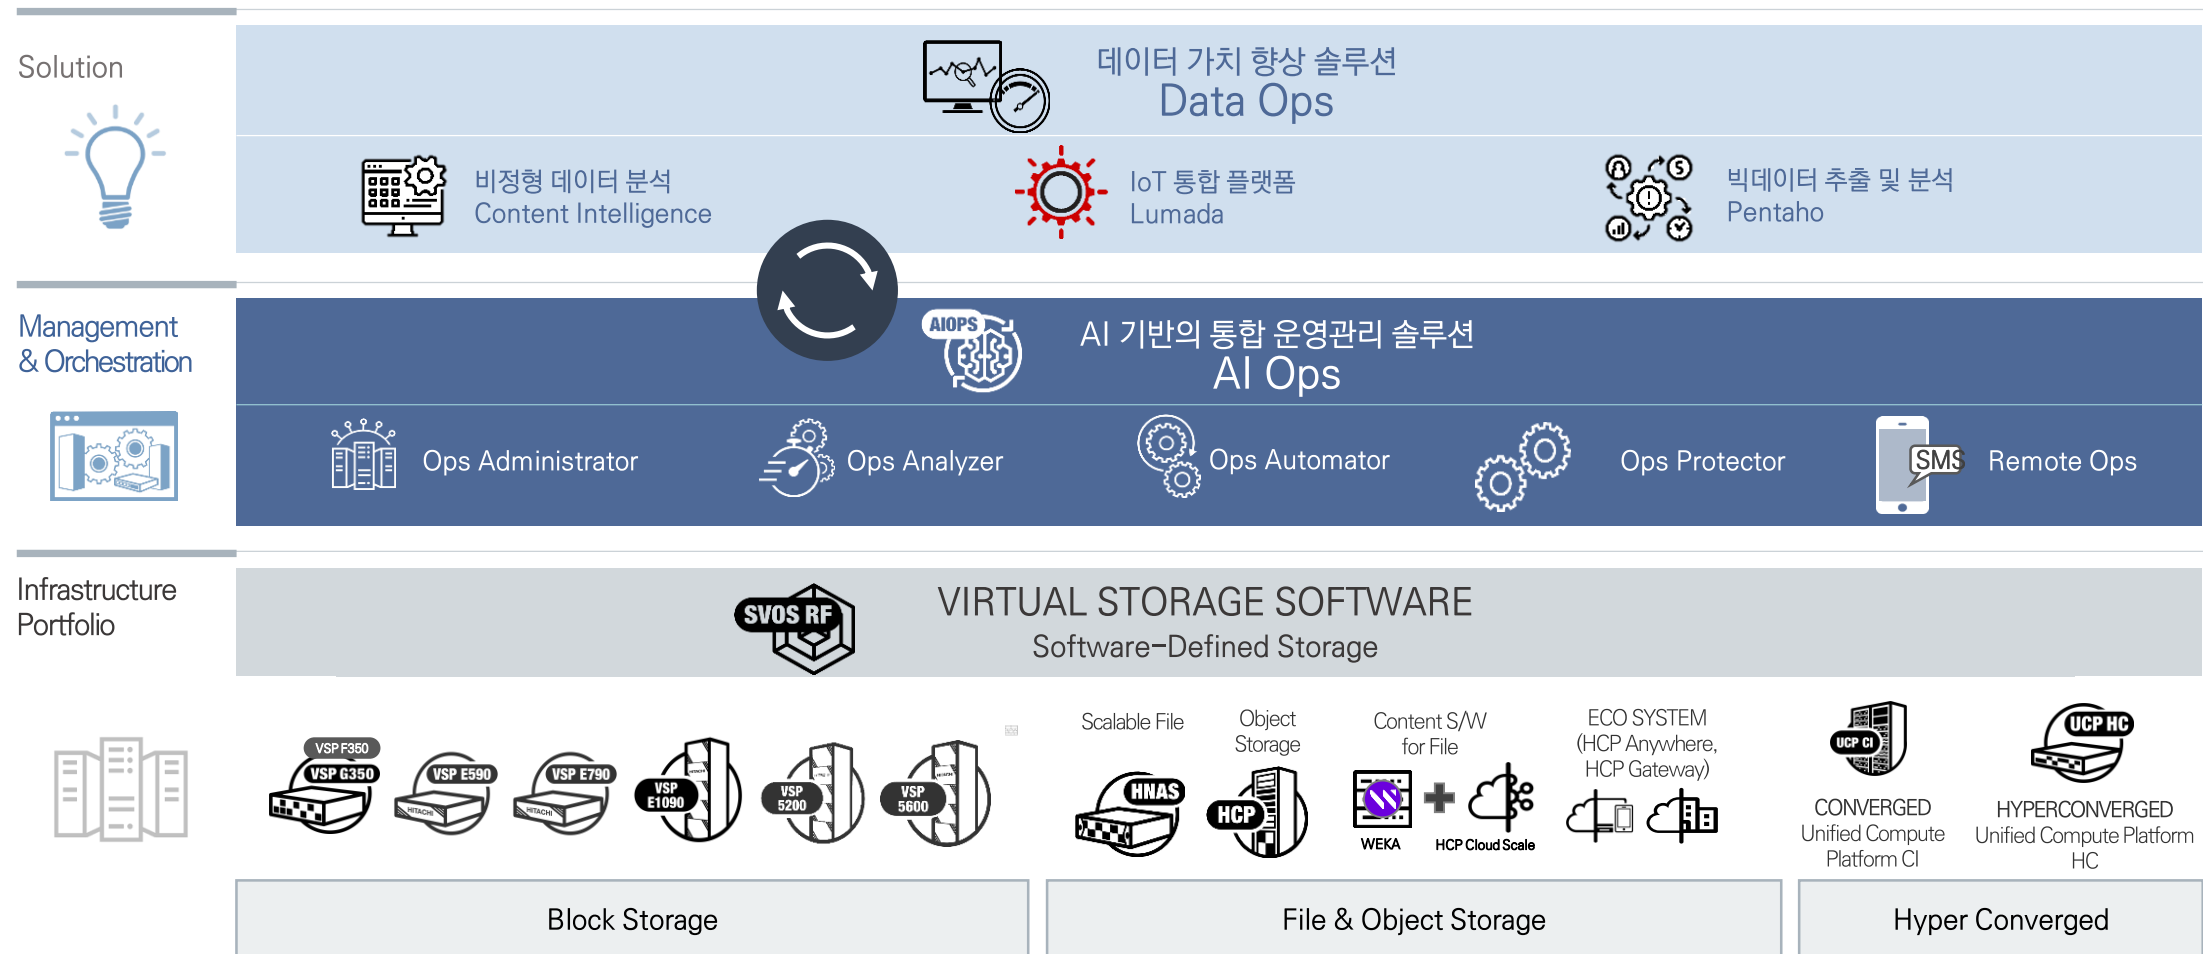 Solution
데이터 가치 향상 솔루션
Data Ops
비정형 데이터 분석
Content Intelligence
IoT 통합 플랫폼
Lumada
빅데이터 추출 및 분석
Pentaho
Management
& Orchestration
AIOPS
AI 기반의 통합 운영관리 솔루션
AI Ops
Ops Administrator
Ops Analyzer
Ops Automator
Ops Protector
SMS
Remote Ops
Infrastructure
Portfolio
SVOS RF
VIRTUAL STORAGE SOFTWARE
Software-Defined Storage
VSP F350
VSP G350
VSP E590
HITACHI
VSP E790
HITACHI
VSP
E1090
HITACHI
VSP
5200
HITACHI
VSP
5600
HITACHI
Scalable File
HNAS
Object
Storage
HCP
Content S/W
for File
WEKA
HCP Cloud Scale
ECO SYSTEM
(HCP Anywhere,
HCP Gateway)
UCP CI
CONVERGED
Unified Compute
Platform CI
UCP HC
HYPERCONVERGED
Unified Compute Platform
HC
Block Storage
File & Object Storage
Hyper Converged